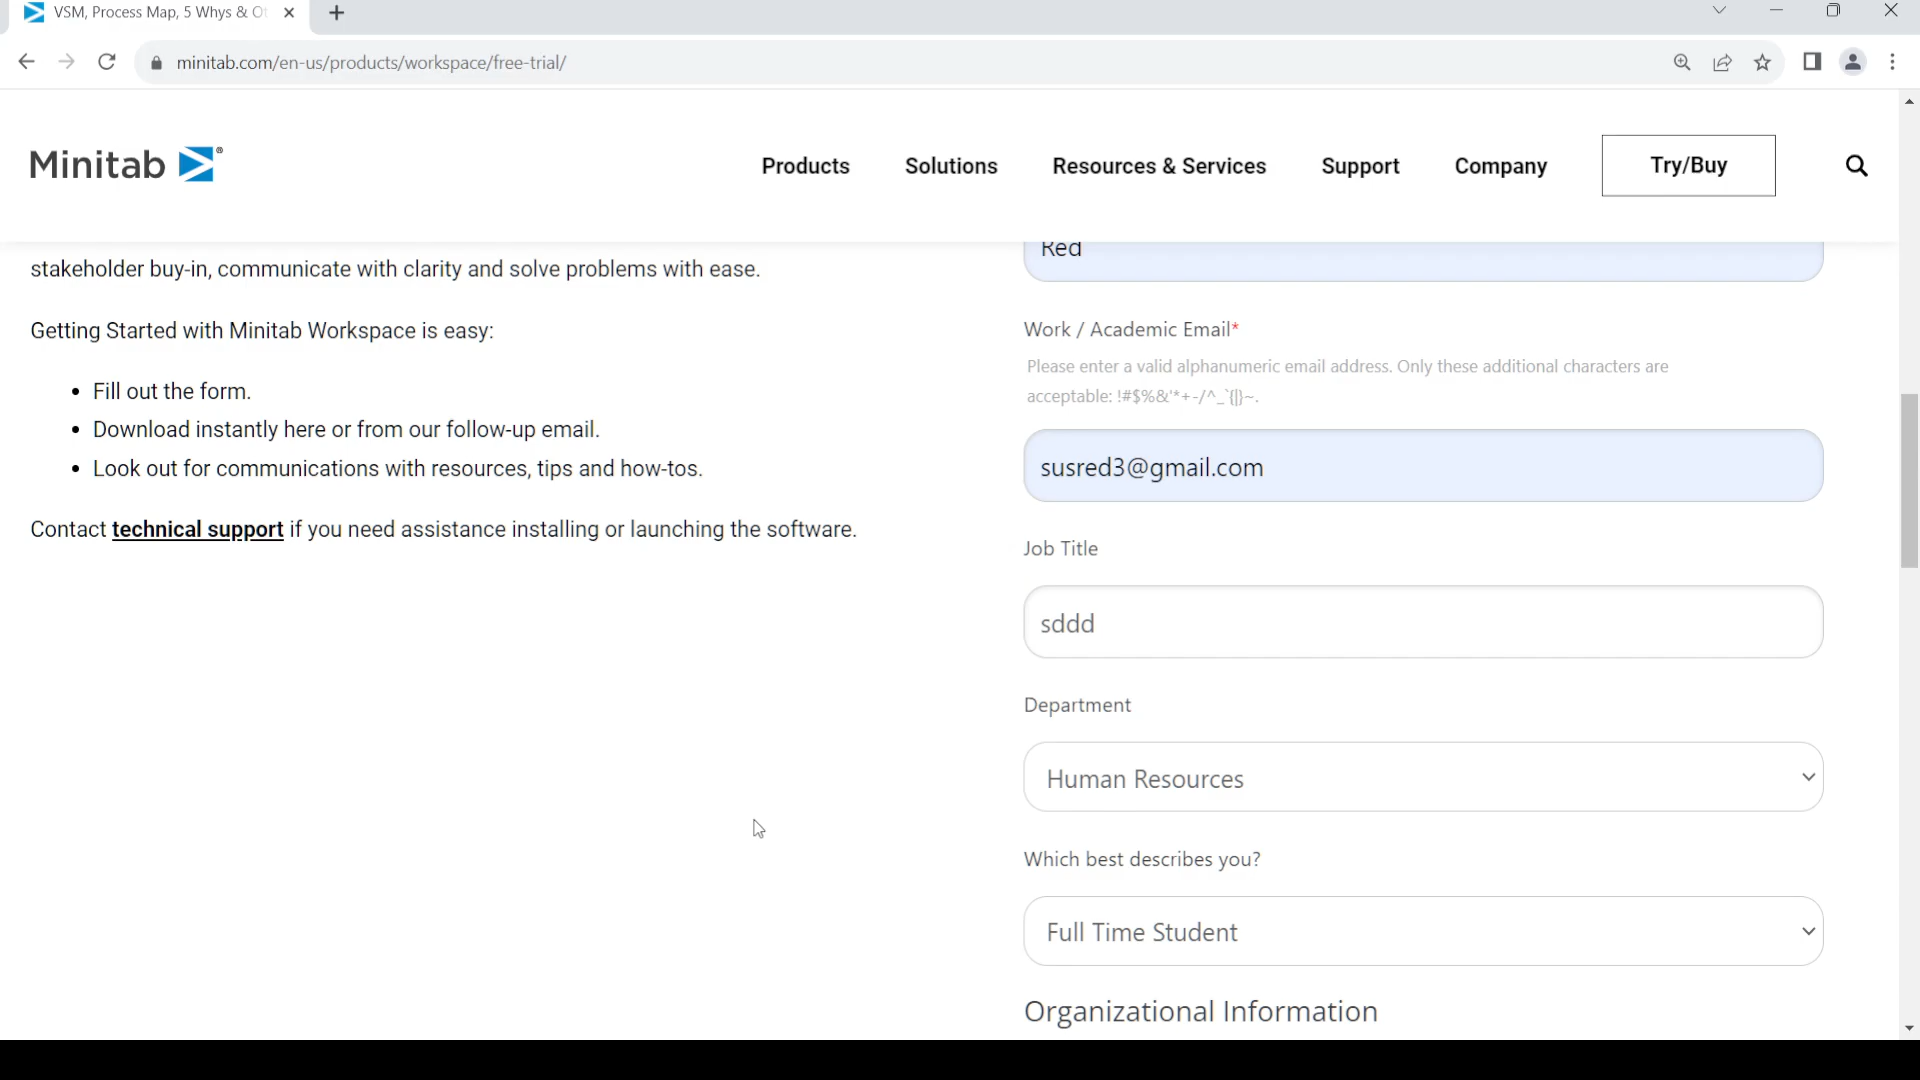 VSM, Process Map, 5 Whys & Ot
minitab.com/en-us/products/workspace/free-trial/
Minitab ®
Products
Solutions
Resources & Services
Support
Company
Try/Buy
stakeholder buy-in, communicate with clarity and solve problems with ease.
Getting Started with Minitab Workspace is easy:
• Fill out the form.
• Download instantly here or from our follow-up email.
• Look out for communications with resources, tips and how-tos.
Contact technical support if you need assistance installing or launching the software.
Red
Work / Academic Email*
Please enter a valid alphanumeric email address. Only these additional characters are
acceptable: !#$%&'*+-/^_`{|}~.
susred3@gmail.com
Job Title
sddd
Department
Human Resources
Which best describes you?
Full Time Student
Organizational Information